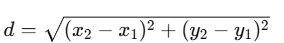 d = √((x₂ − x₁)² + (y₂ − y₁)²)